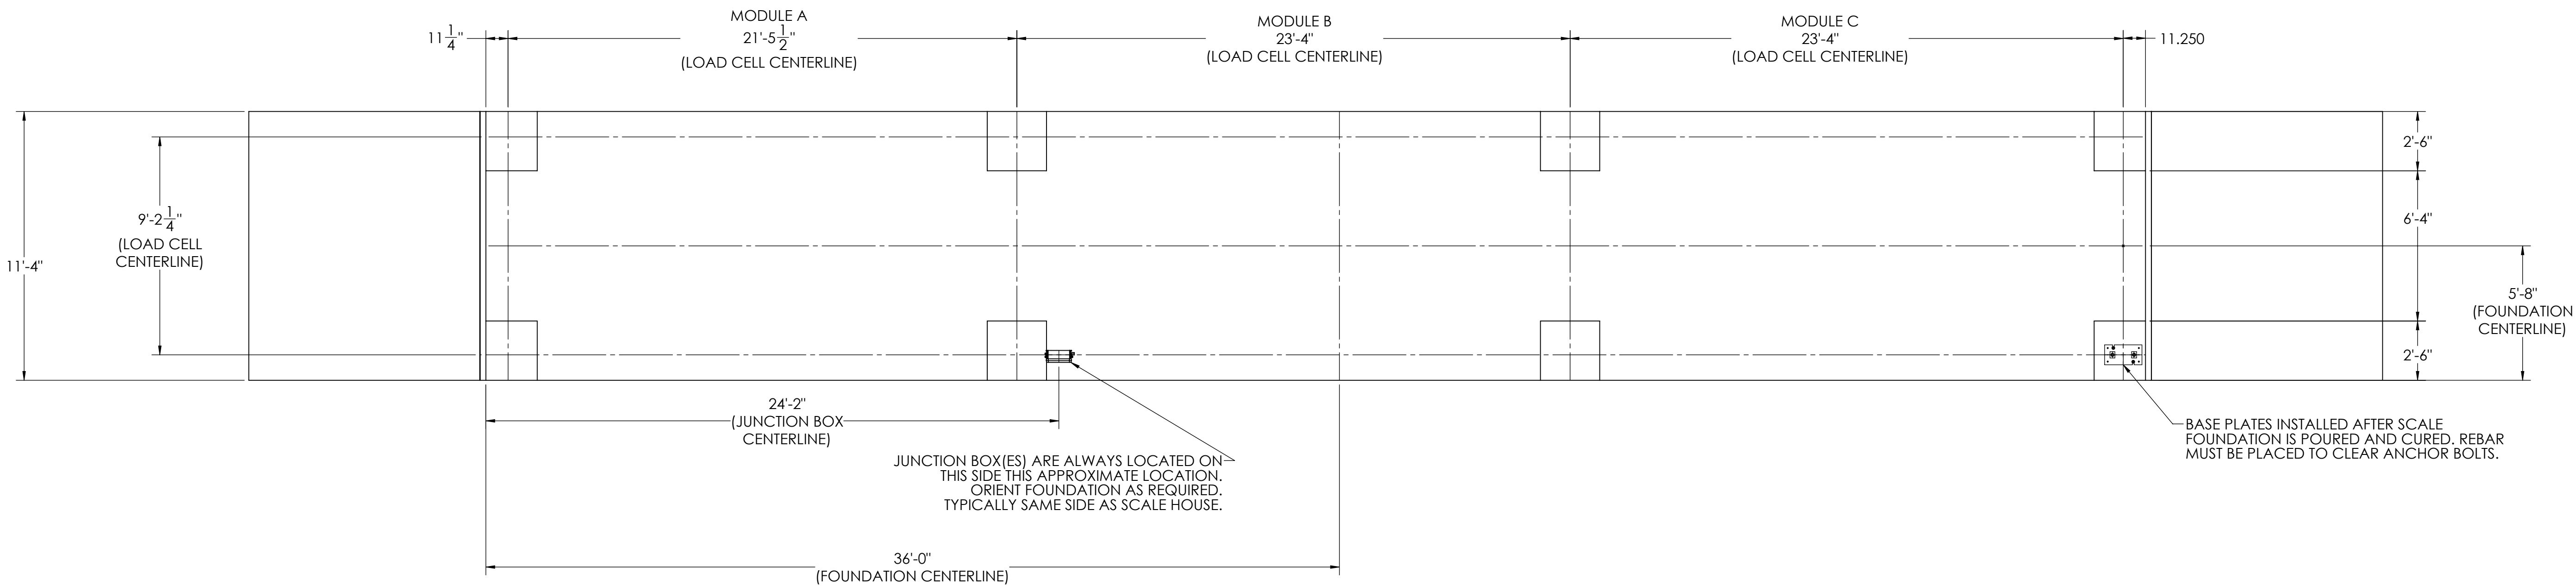 MODULE A
21'-5 1/2"
(LOAD CELL CENTERLINE)
11 1/4"
MODULE B
23'-4"
(LOAD CELL CENTERLINE)
MODULE C
23'-4"
(LOAD CELL CENTERLINE)
11.250
11'-4"
9'-2 1/4"
(LOAD CELL
CENTERLINE)
2'-6"
6'-4"
2'-6"
5'-8"
(FOUNDATION
CENTERLINE)
24'-2"
(JUNCTION BOX
CENTERLINE)
JUNCTION BOX(ES) ARE ALWAYS LOCATED ON
THIS SIDE THIS APPROXIMATE LOCATION.
ORIENT FOUNDATION AS REQUIRED.
TYPICALLY SAME SIDE AS SCALE HOUSE.
BASE PLATES INSTALLED AFTER SCALE
FOUNDATION IS POURED AND CURED. REBAR
MUST BE PLACED TO CLEAR ANCHOR BOLTS.
36'-0"
(FOUNDATION CENTERLINE)